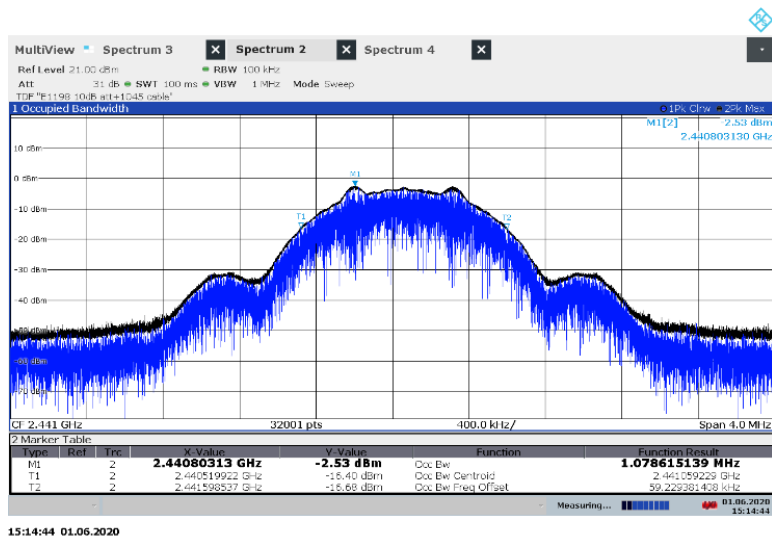 MultiView Spectrum 3 X Spectrum 2 X Spectrum 4 X
Ref Level 21.00 dBm RBW 100 kHz
Att 31 dB SWT 100 ms VBW 1 MHz Mode Sweep
TDF "E1198 10dB att+1045 cable"
1 Occupied Bandwidth 1Pk Clrw 2Pk Max
M1[2] -2.53 dBm
2.440803130 GHz
10 dBm
M1
0 dBm
-10 dBm
T1 T2
-20 dBm
-30 dBm
-40 dBm
CF 2.441 GHz 32001 pts 400.0 kHz/ Span 4.0 MHz
2 Marker Table
Type Ref Trc X-Value Y-Value Function Function Result
M1 2 2.44080313 GHz -2.53 dBm Occ Bw 1.078615139 MHz
T1 2 2.440519922 GHz -16.40 dBm Occ Bw Centroid 2.441059229 GHz
T2 2 2.441598537 GHz -16.68 dBm Occ Bw Freq Offset 59.229381408 kHz
Measuring... 01.06.2020
15:14:44
15:14:44 01.06.2020